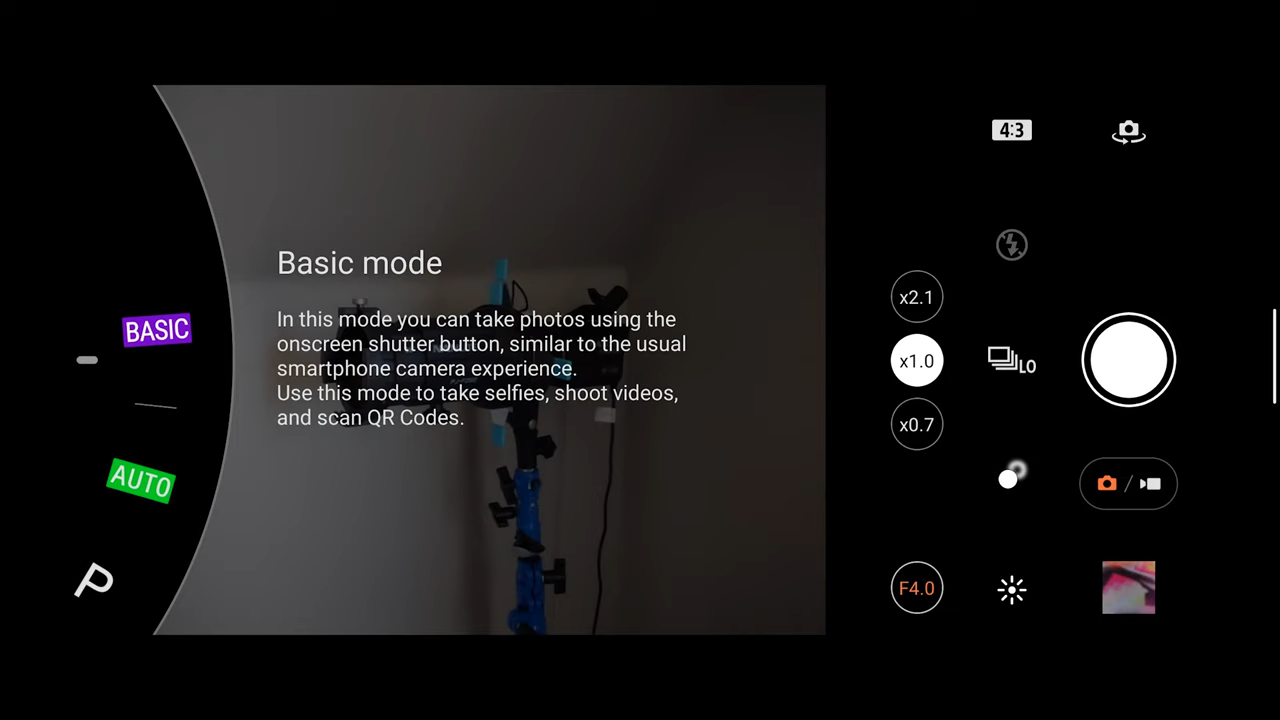 BASIC
AUTO
P
Basic mode
In this mode you can take photos using the
onscreen shutter button, similar to the usual
smartphone camera experience.
Use this mode to take selfies, shoot videos,
and scan QR Codes.
x2.1
x1.0
x0.7
F4.0
4:3
LO
/